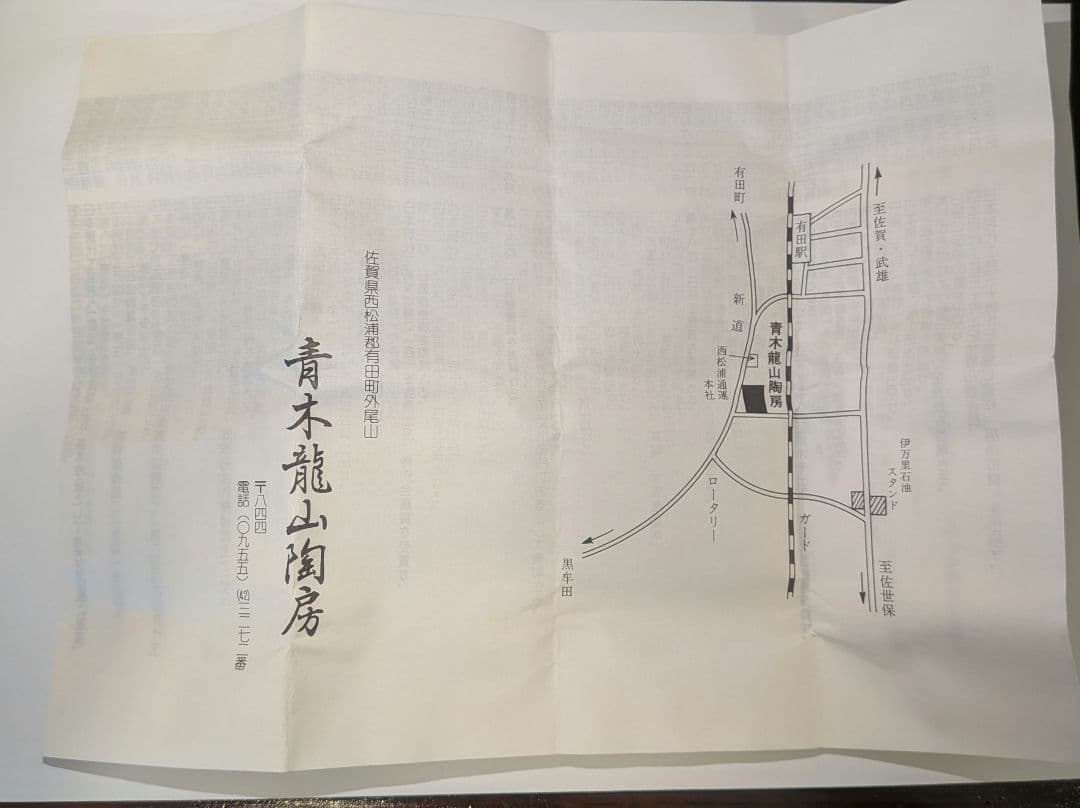 至佐賀・武雄
有田駅
有田町
新道
青木龍山陶房
西松浦通運
本社
伊万里石油
スタンド
ロータリー
ガード
至佐世保
黒牟田
佐賀県西松浦郡有田町外尾山
青木龍山陶房
〒八四四
電話(〇九五五)(42)三二七二番